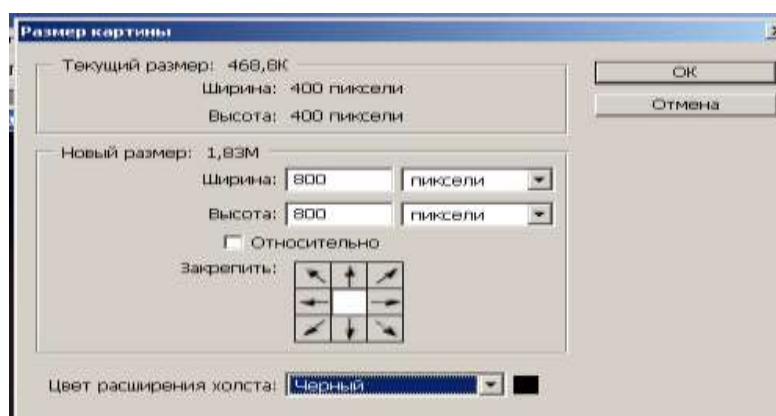 Размер картины
Текущий размер: 468,8K
Ширина: 400 пиксели
Высота: 400 пиксели
OK
Отмена
Новый размер: 1,83M
Ширина: 800 пиксели
Высота: 800 пиксели
Относительно
Закрепить:
Цвет расширения холста: Черный